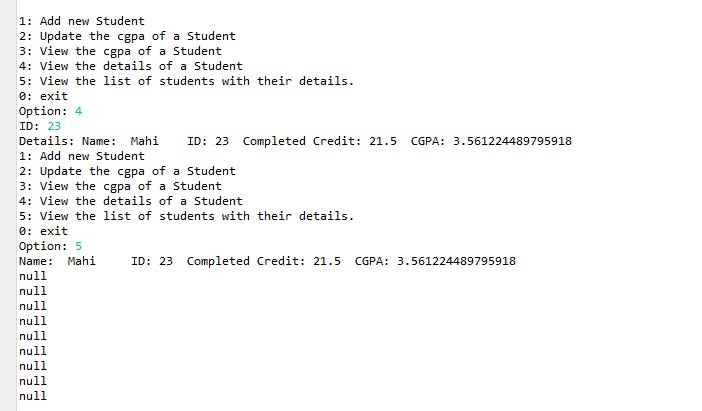 1: Add new Student
2: Update the cgpa of a Student
3: View the cgpa of a Student
4: View the details of a Student
5: View the list of students with their details.
0: exit
Option: 4
ID: 23
Details: Name:  Mahi    ID: 23  Completed Credit: 21.5  CGPA: 3.561224489795918
1: Add new Student
2: Update the cgpa of a Student
3: View the cgpa of a Student
4: View the details of a Student
5: View the list of students with their details.
0: exit
Option: 5
Name:  Mahi     ID: 23  Completed Credit: 21.5  CGPA: 3.561224489795918
null
null
null
null
null
null
null
null
null